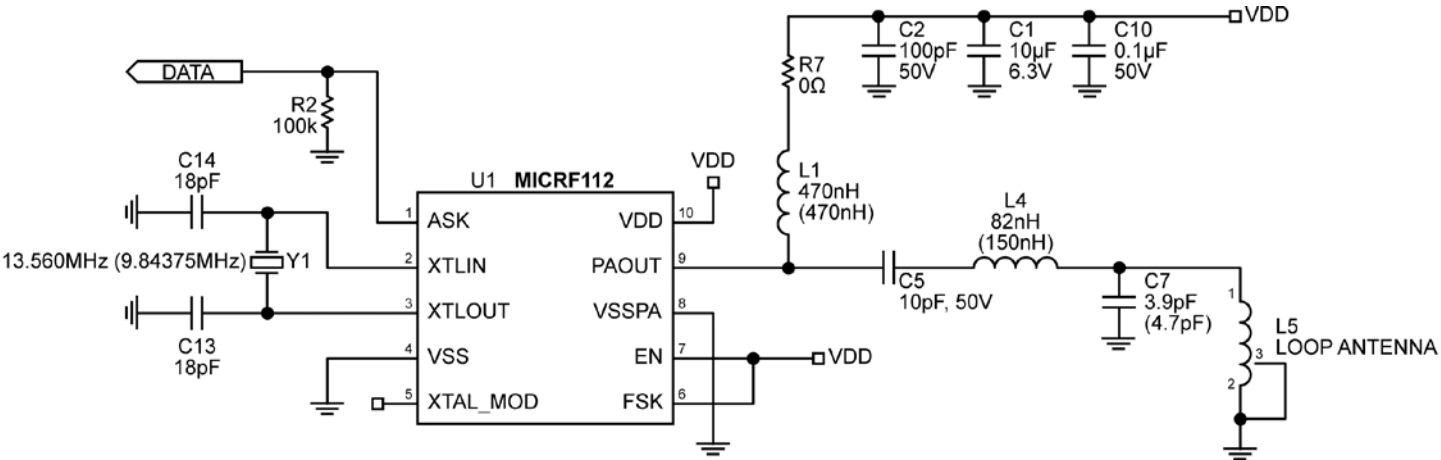 VDD
C2
100pF
50V
C1
10µF
6.3V
C10
0.1µF
50V
R7
0Ω
DATA
R2
100k
C14
18pF
U1 MICRF112
VDD
L1
470nH
(470nH)
1 ASK
VDD 10
L4
82nH
(150nH)
13.560MHz (9.84375MHz) Y1
2 XTLIN
PAOUT 9
C5
10pF, 50V
C7
3.9pF
(4.7pF)
3 XTLOUT
VSSPA 8
C13
18pF
4 VSS
EN 7
VDD
5 XTAL_MOD
FSK 6
1
L5
LOOP ANTENNA
3
2